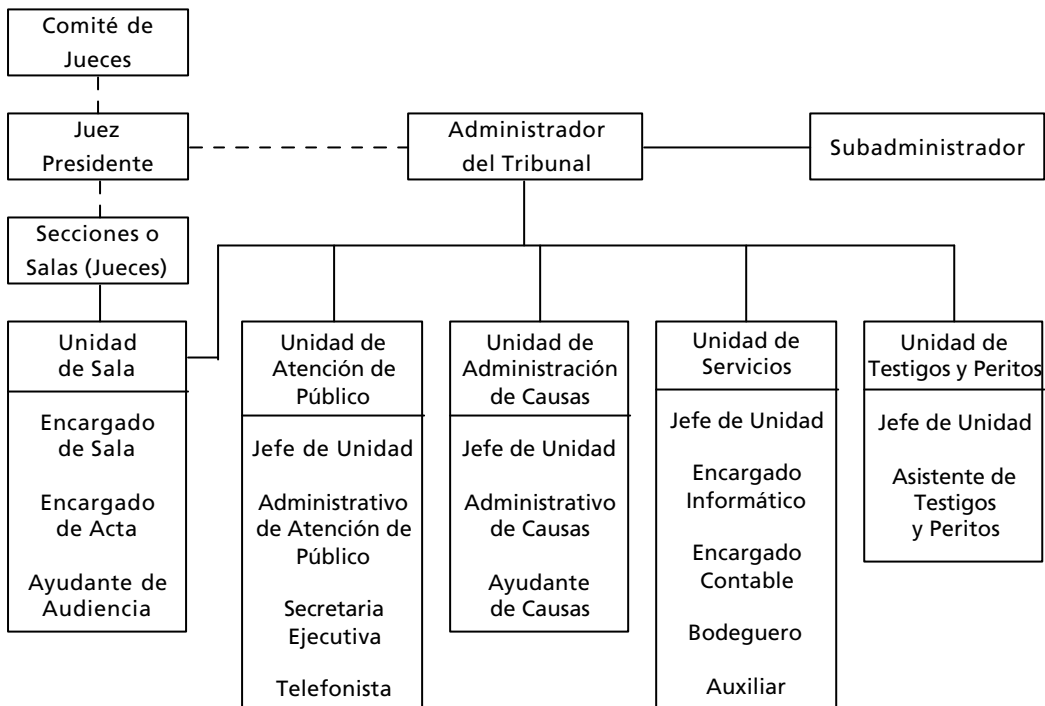 Comité de
Jueces
Juez
Presidente
Administrador
del Tribunal
Subadministrador
Secciones o
Salas (Jueces)
Unidad
de Sala
Encargado
de Sala
Encargado
de Acta
Ayudante de
Audiencia
Unidad de
Atención de
Público
Jefe de Unidad
Administrativo
de Atención de
Público
Secretaria
Ejecutiva
Telefonista
Unidad de
Administración
de Causas
Jefe de Unidad
Administrativo
de Causas
Ayudante
de Causas
Unidad de
Servicios
Jefe de Unidad
Encargado
Informático
Encargado
Contable
Bodeguero
Auxiliar
Unidad de
Testigos y Peritos
Jefe de Unidad
Asistente de
Testigos
y Peritos